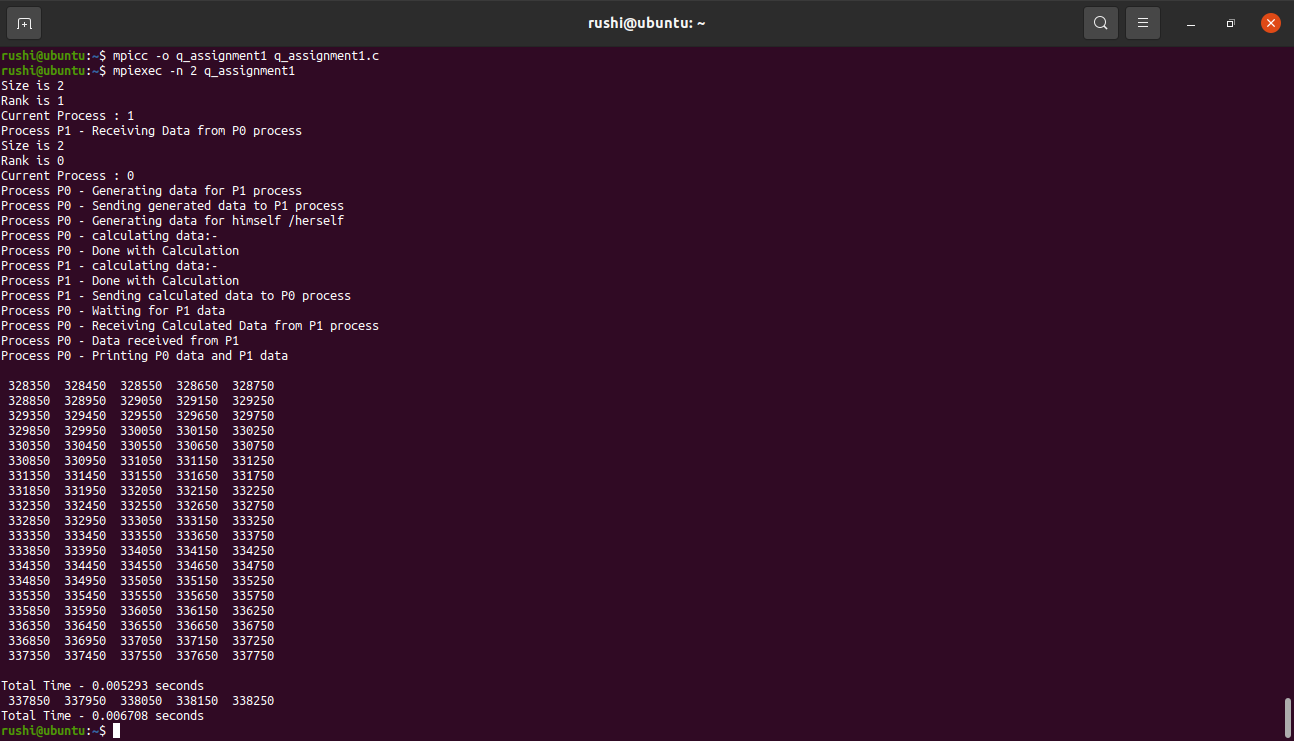 rushi@ubuntu: ~
rushi@ubuntu:~$ mpicc -o q_assignment1 q_assignment1.c
rushi@ubuntu:~$ mpiexec -n 2 q_assignment1
Size is 2
Rank is 1
Current Process : 1
Process P1 - Receiving Data from P0 process
Size is 2
Rank is 0
Current Process : 0
Process P0 - Generating data for P1 process
Process P0 - Sending generated data to P1 process
Process P0 - Generating data for himself /herself
Process P0 - calculating data:-
Process P0 - Done with Calculation
Process P1 - calculating data:-
Process P1 - Done with Calculation
Process P1 - Sending calculated data to P0 process
Process P0 - Waiting for P1 data
Process P0 - Receiving Calculated Data from P1 process
Process P0 - Data received from P1
Process P0 - Printing P0 data and P1 data
328350 328450 328550 328650 328750
328850 328950 329050 329150 329250
329350 329450 329550 329650 329750
329850 329950 330050 330150 330250
330350 330450 330550 330650 330750
330850 330950 331050 331150 331250
331350 331450 331550 331650 331750
331850 331950 332050 332150 332250
332350 332450 332550 332650 332750
332850 332950 333050 333150 333250
333350 333450 333550 333650 333750
333850 333950 334050 334150 334250
334350 334450 334550 334650 334750
334850 334950 335050 335150 335250
335350 335450 335550 335650 335750
335850 335950 336050 336150 336250
336350 336450 336550 336650 336750
336850 336950 337050 337150 337250
337350 337450 337550 337650 337750
Total Time - 0.005293 seconds
337850 337950 338050 338150 338250
Total Time - 0.006708 seconds
rushi@ubuntu:~$